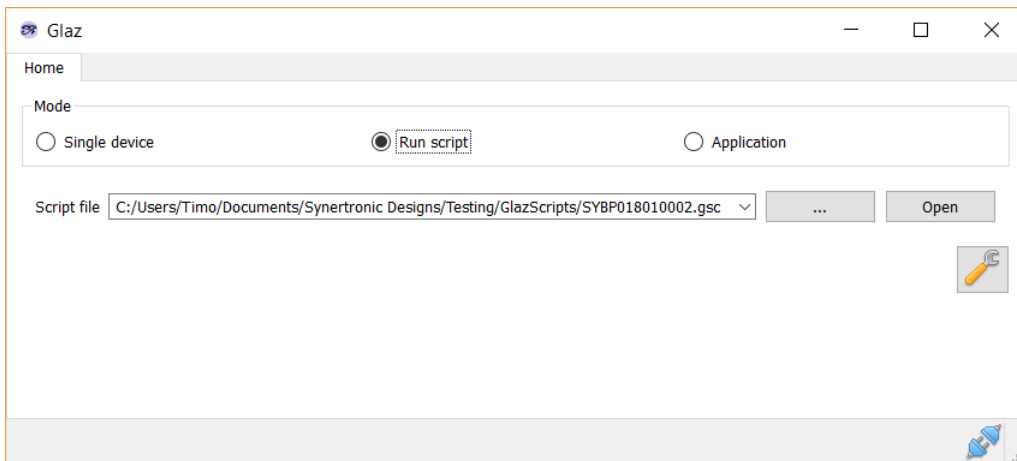 Glaz
Home
Mode
Single device Run script Application
Script file C:/Users/Timo/Documents/Synertronic Designs/Testing/GlazScripts/SYBP018010002.gsc ... Open